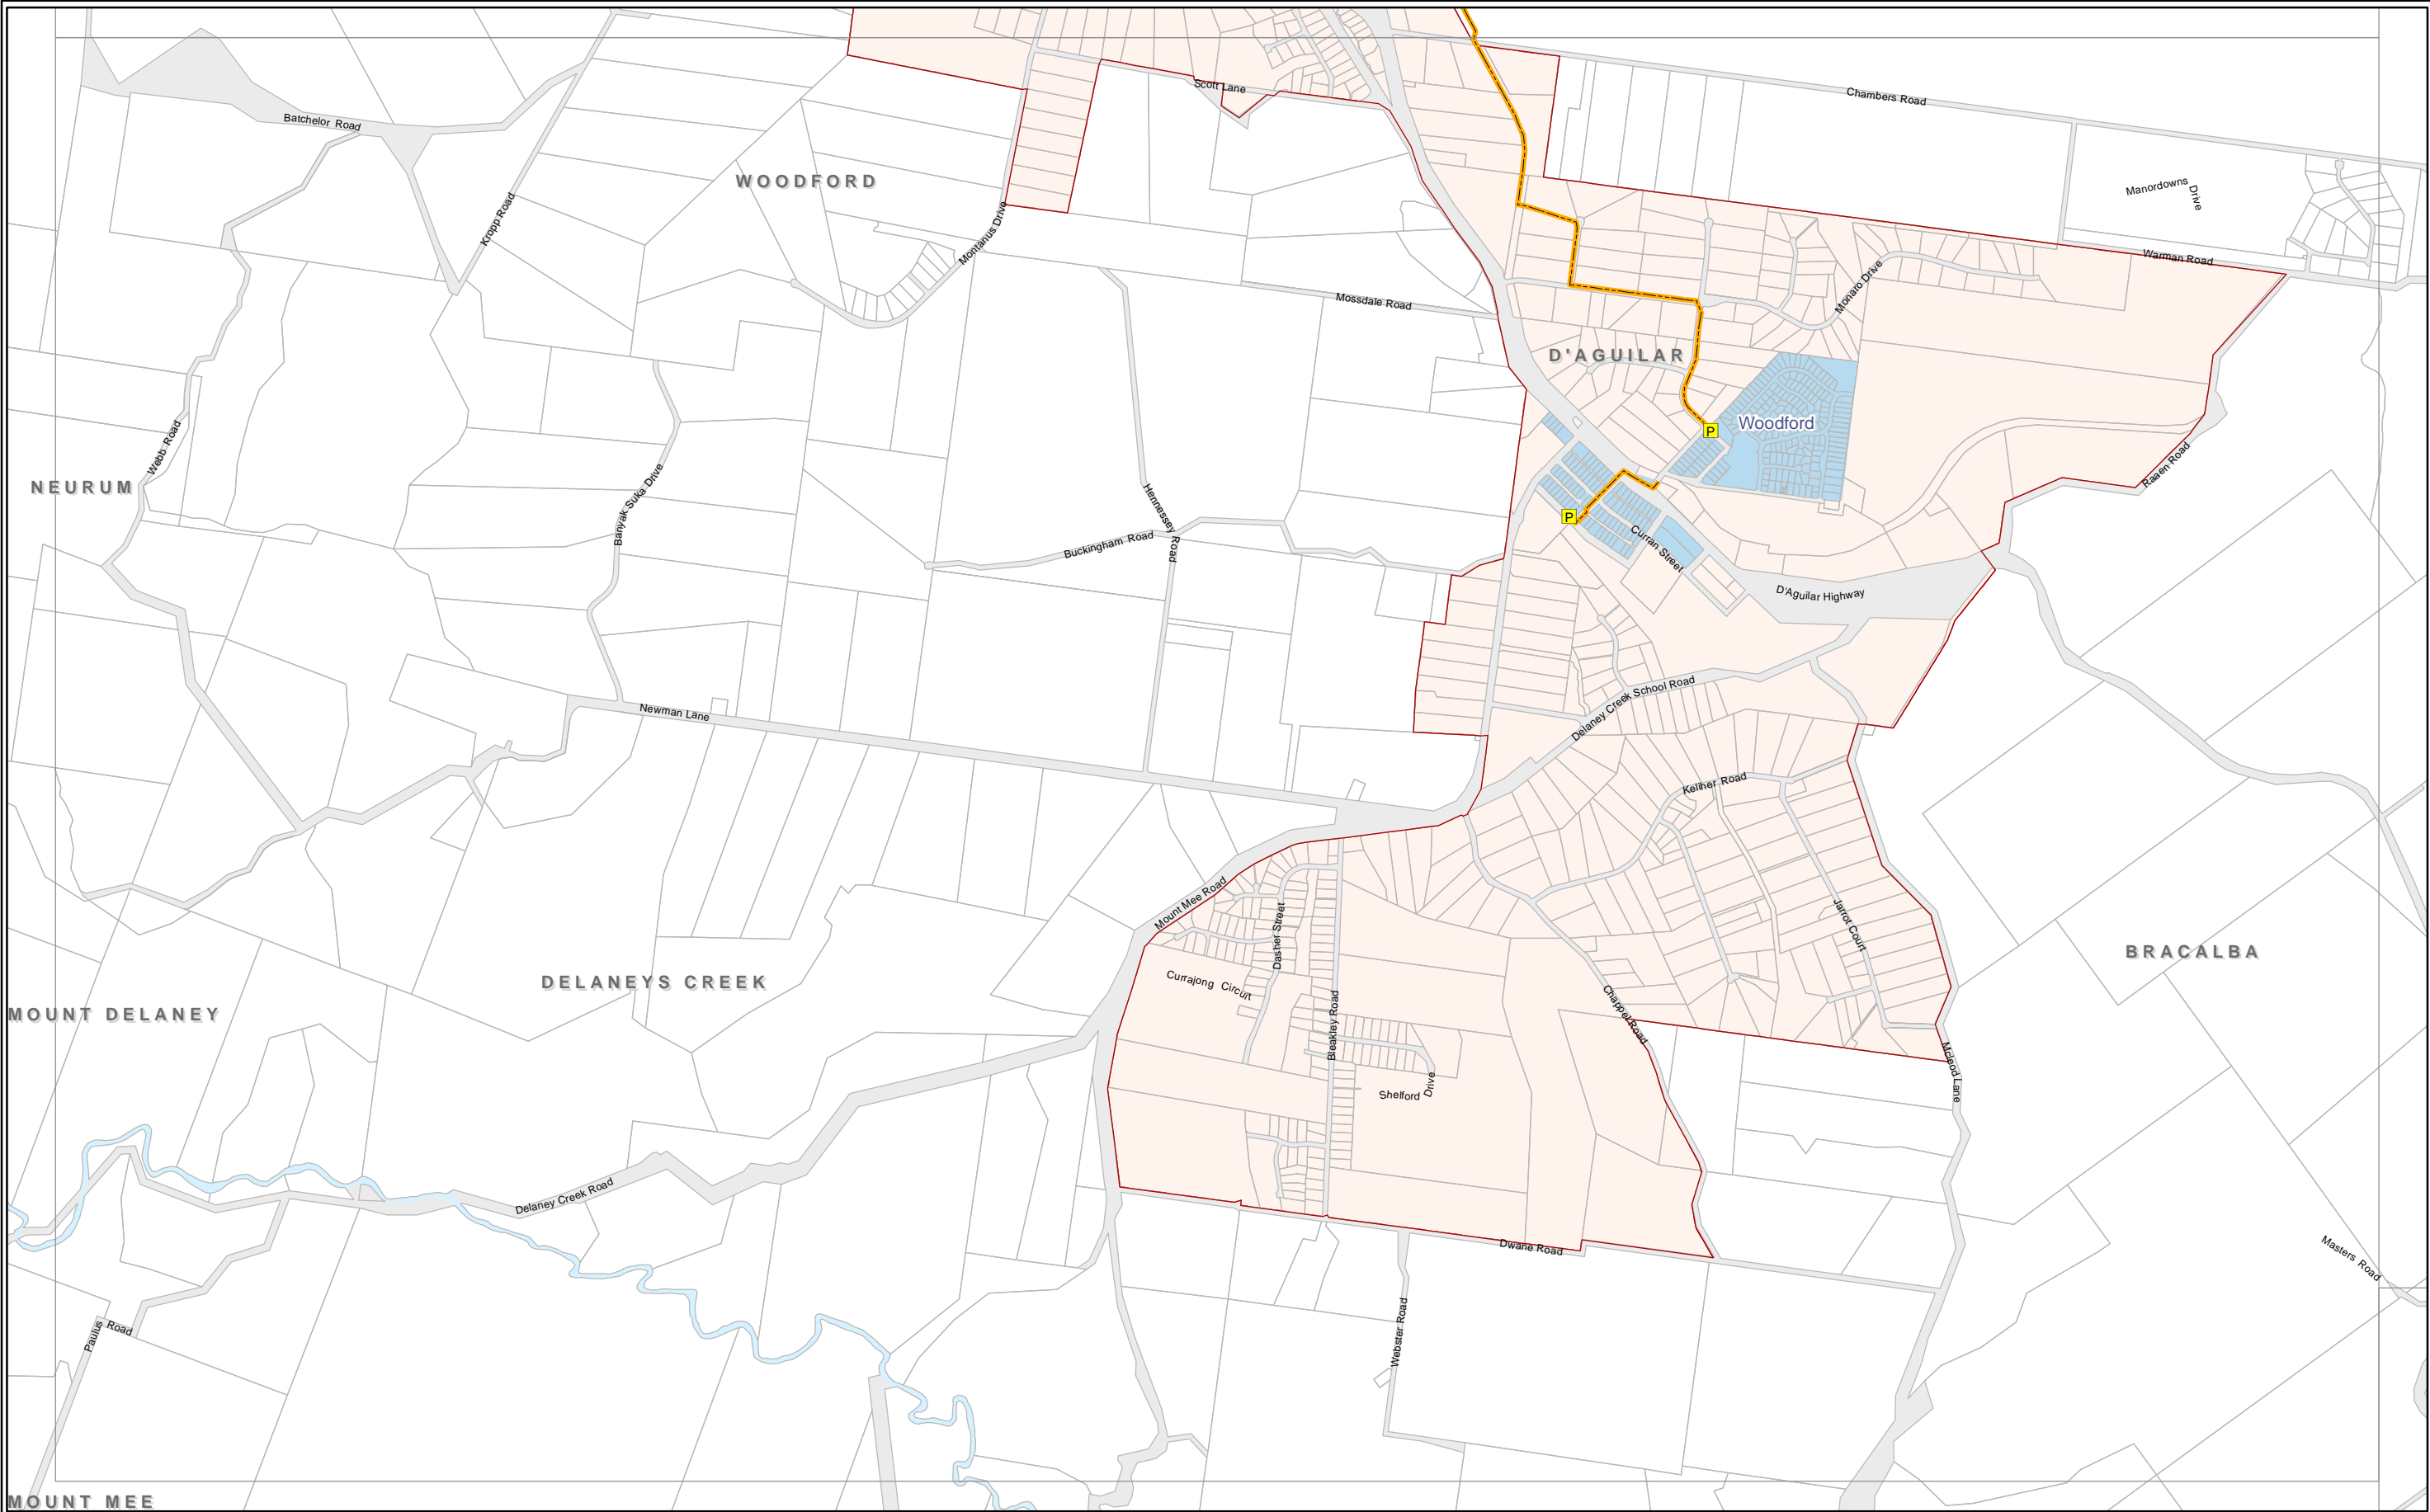 Scott Lane
Chambers Road
Batchelor Road
WOODFORD
Manordowns
Drive
Kropp Road
Montanus Drive
Warman Road
Monaro Drive
Mossdale Road
D'AGUILAR
Woodford
P
Webb Road
Raaen Road
NEURUM
Banyak Suka Drive
Hennessey Road
P
Curran Street
Buckingham Road
D'Aguilar Highway
Delaney Creek School Road
Newman Lane
Keliher Road
Mount Mee Road
Dasher Street
Jarrot Court
BRACALBA
DELANEYS CREEK
Currajong Circuit
MOUNT DELANEY
Bleakley Road
Chappel Road
Mcleod Lane
Shelford
Drive
Delaney Creek Road
Dwane Road
Masters Road
Paulus Road
Webster Road
MOUNT MEE